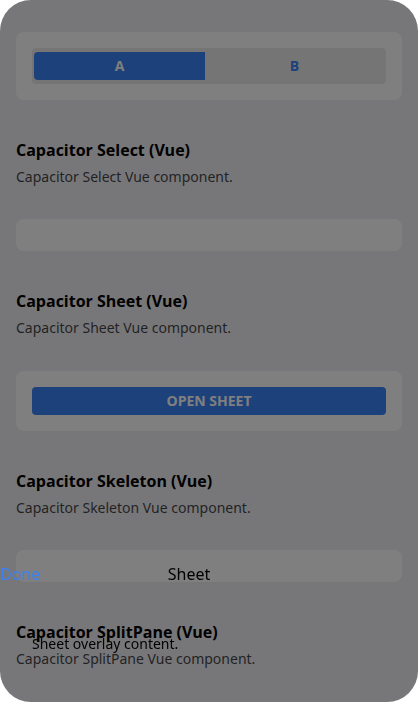 A B
Capacitor Select (Vue)
Capacitor Select Vue component.
Capacitor Sheet (Vue)
Capacitor Sheet Vue component.
OPEN SHEET
Capacitor Skeleton (Vue)
Capacitor Skeleton Vue component.
Done Sheet
Capacitor SplitPane (Vue)
Sheet overlay content.
Capacitor SplitPane Vue component.